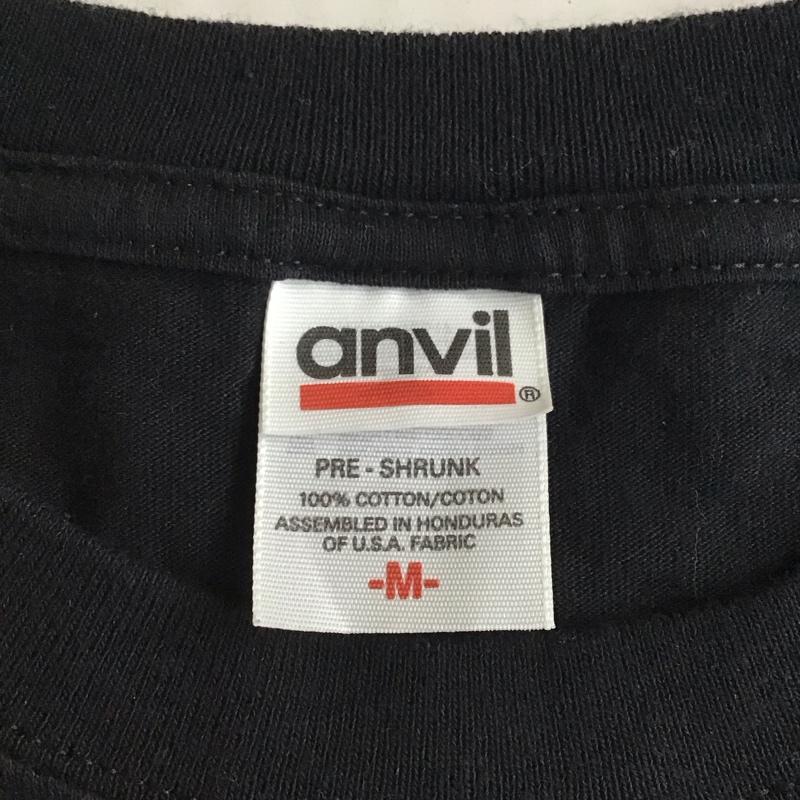 anvil
®
PRE - SHRUNK
100% COTTON/COTON
ASSEMBLED IN HONDURAS
OF U.S.A. FABRIC
-M-